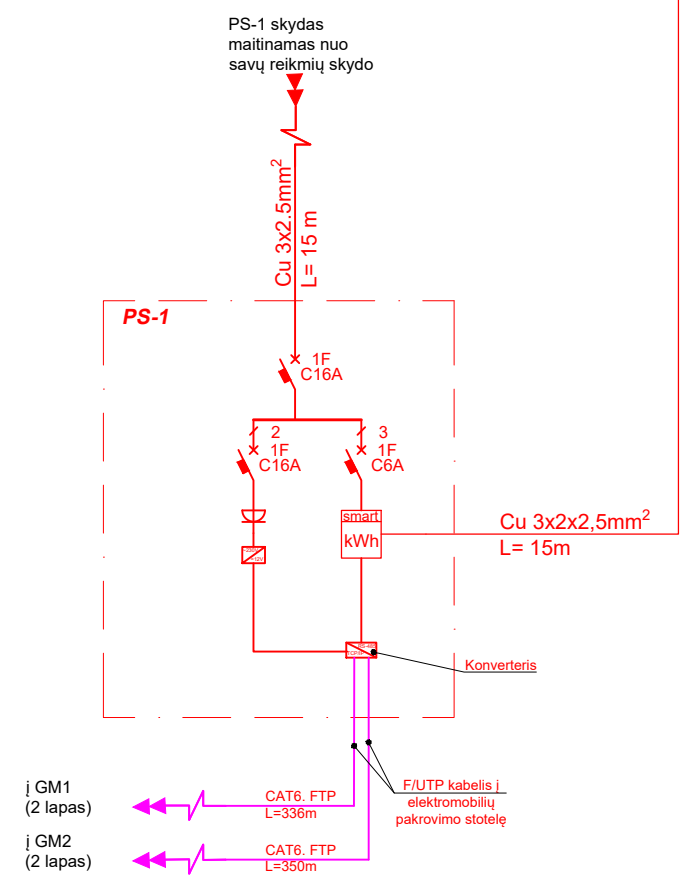 PS-1 skydas
maitinamas nuo
savų reikmių skydo
Cu 3x2.5mm²
L= 15 m
PS-1
1F
C16A
2
1F
C16A
3
1F
C6A
smart
kWh
Cu 3x2x2,5mm²
L= 15m
Konverteris
į GM1
(2 lapas)
CAT6. FTP
L=336m
F/UTP kabelis į
elektromobilių
pakrovimo stotelę
į GM2
(2 lapas)
CAT6. FTP
L=350m